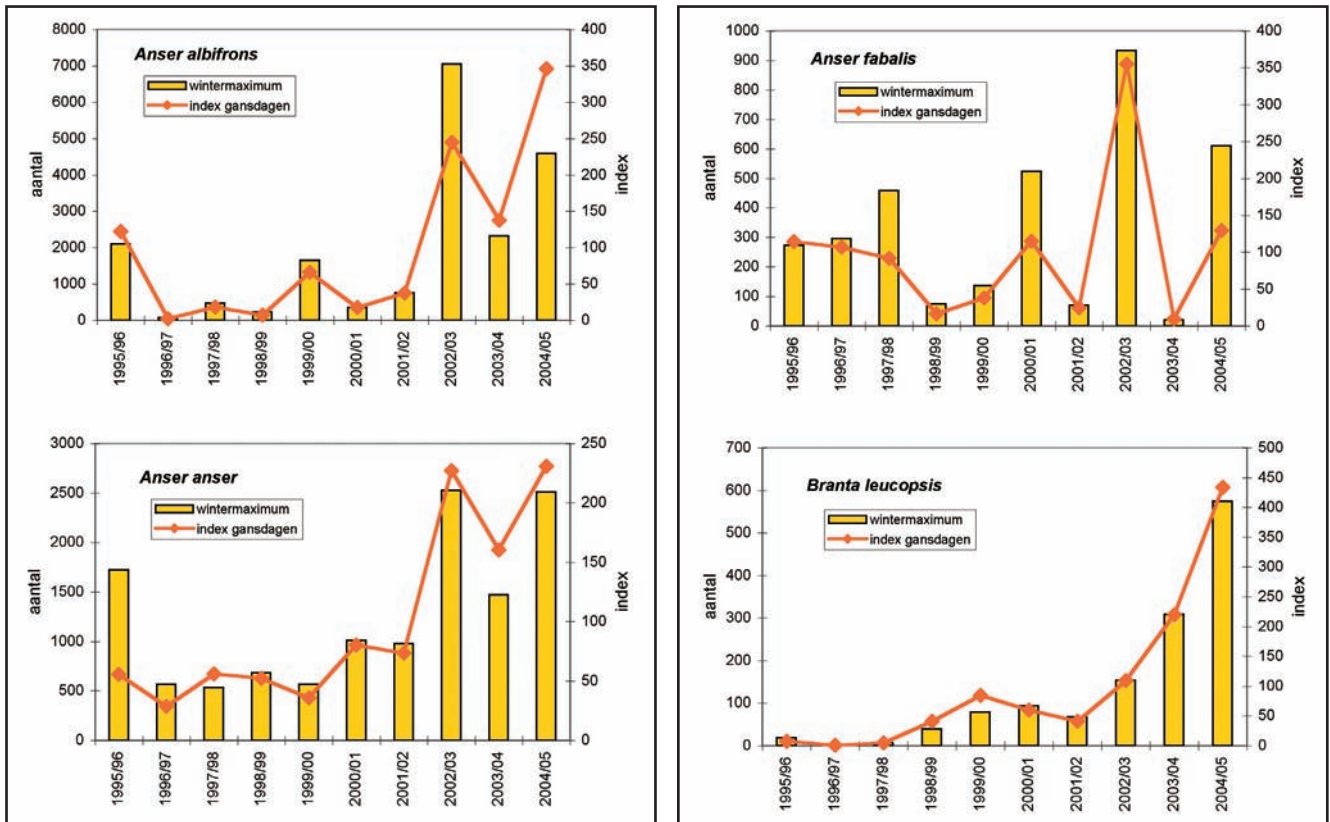 Anser albifrons
wintermaximum
index gansdagen
aantal
index
8000 7000 6000 5000 4000 3000 2000 1000 0
400 350 300 250 200 150 100 50 0
1995/96 1996/97 1997/98 1998/99 1999/00 2000/01 2001/02 2002/03 2003/04 2004/05
Anser fabalis
wintermaximum
index gansdagen
aantal
index
1000 900 800 700 600 500 400 300 200 100 0
400 350 300 250 200 150 100 50 0
1995/96 1996/97 1997/98 1998/99 1999/00 2000/01 2001/02 2002/03 2003/04 2004/05
Anser anser
wintermaximum
index gansdagen
aantal
index
3000 2500 2000 1500 1000 500 0
250 200 150 100 50 0
1995/96 1996/97 1997/98 1998/99 1999/00 2000/01 2001/02 2002/03 2003/04 2004/05
Branta leucopsis
wintermaximum
index gansdagen
aantal
index
700 600 500 400 300 200 100 0
500 450 400 350 300 250 200 150 100 50 0
1995/96 1996/97 1997/98 1998/99 1999/00 2000/01 2001/02 2002/03 2003/04 2004/05